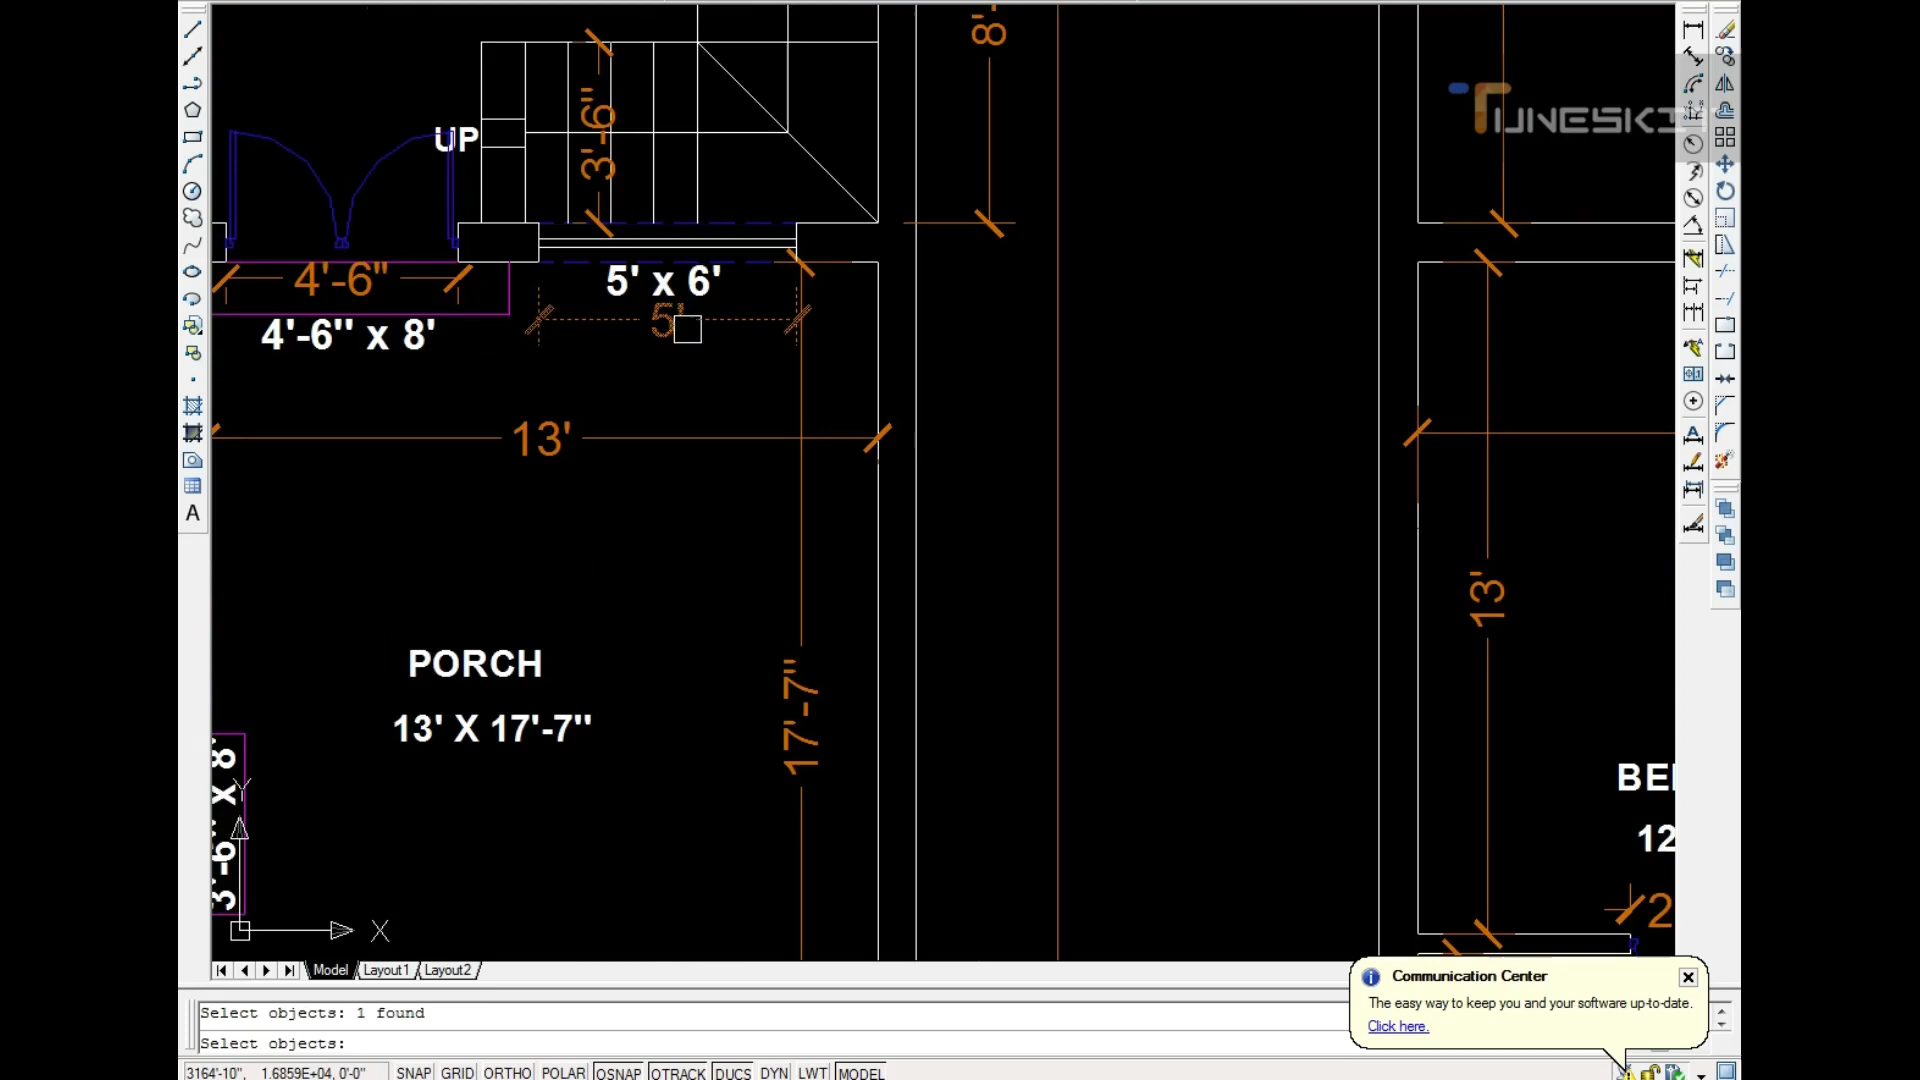 8'-
3'-6"
UP
TUNESKIT
4'-6"
5' x 6'
5'
4'-6" x 8'
13'
13'
PORCH
13' X 17'-7"
17'-7"
3'-6" x 8'
Y
X
BE
12
2
A
Model
Layout1
Layout2
Communication Center
The easy way to keep you and your software up-to-date.
Click here.
Select objects: 1 found
Select objects:
3164'-10", 1.6859E+04, 0'-0"
SNAP GRID ORTHO POLAR OSNAP OTRACK DUCS DYN LWT MODEL